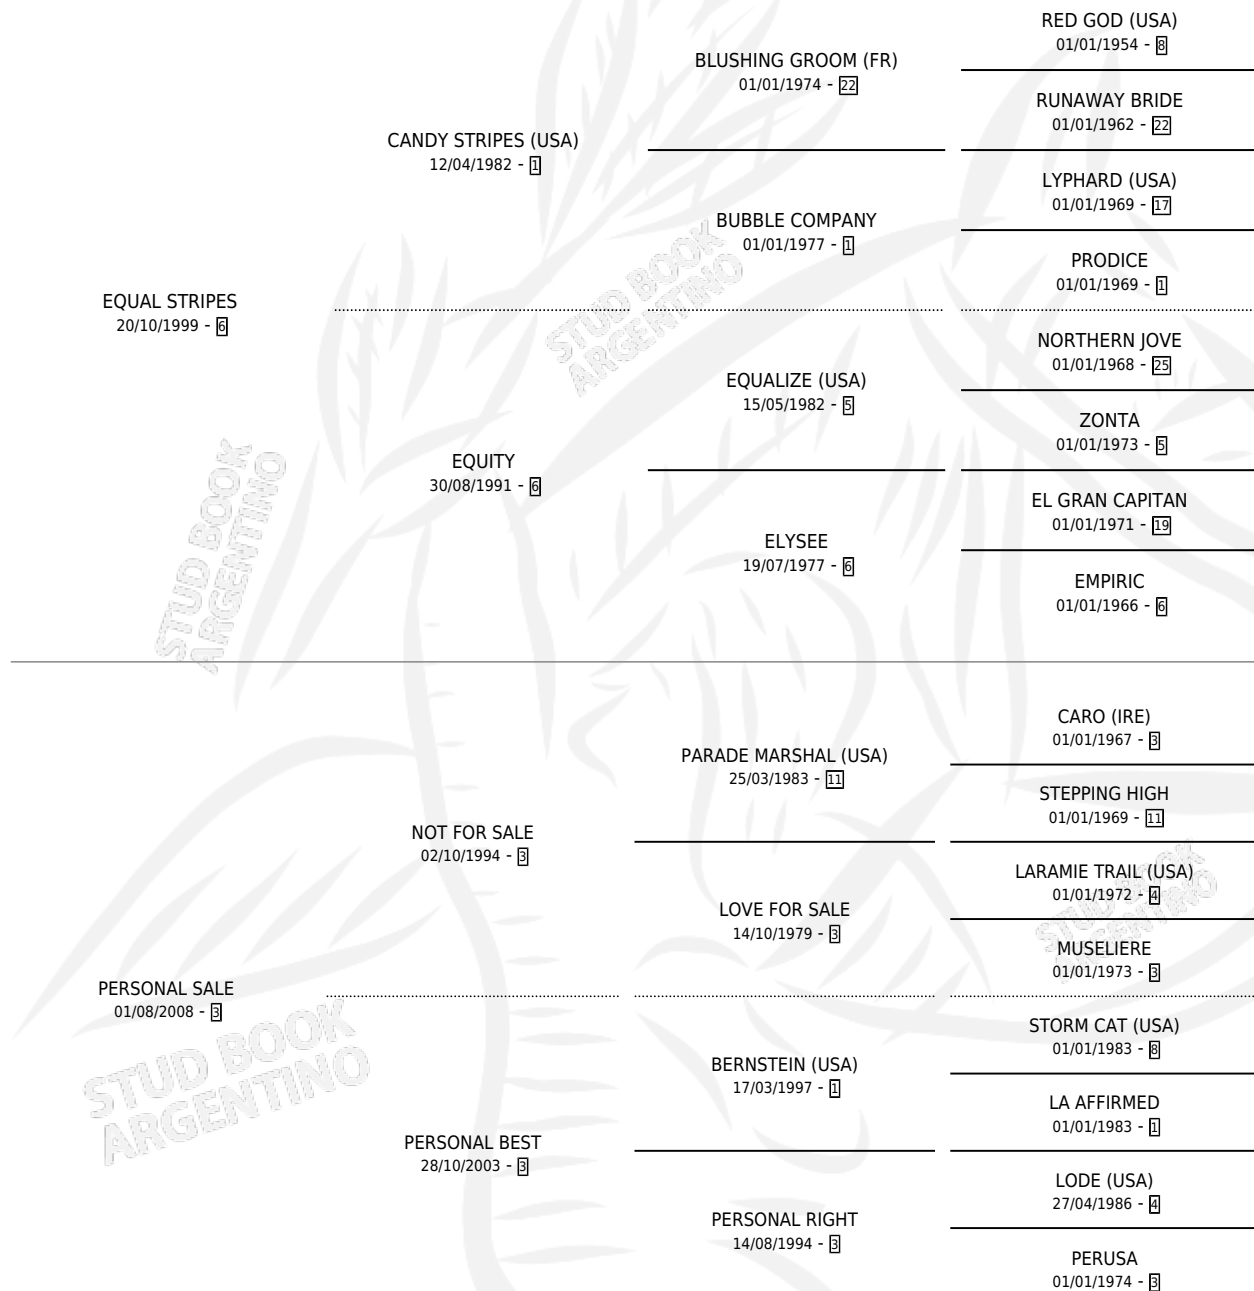 RED GOD (USA)
01/01/1954 - 8
BLUSHING GROOM (FR)
01/01/1974 - 22
RUNAWAY BRIDE
01/01/1962 - 22
CANDY STRIPES (USA)
12/04/1982 - 1
LYPHARD (USA)
01/01/1969 - 17
BUBBLE COMPANY
01/01/1977 - 1
PRODICE
01/01/1969 - 1
EQUAL STRIPES
20/10/1999 - 6
STUD BOOK
ARGENTINO
NORTHERN JOVE
01/01/1968 - 25
EQUALIZE (USA)
15/05/1982 - 5
ZONTA
01/01/1973 - 5
EQUITY
30/08/1991 - 6
EL GRAN CAPITAN
01/01/1971 - 19
ELYSEE
19/07/1977 - 6
EMPIRIC
01/01/1966 - 6
STUD BOOK
ARGENTINO
CARO (IRE)
01/01/1967 - 3
PARADE MARSHAL (USA)
25/03/1983 - 11
STEPPING HIGH
01/01/1969 - 11
NOT FOR SALE
02/10/1994 - 3
LARAMIE TRAIL (USA)
01/01/1972 - 4
LOVE FOR SALE
14/10/1979 - 3
MUSELIERE
01/01/1973 - 3
STUD BOOK
ARGENTINO
PERSONAL SALE
01/08/2008 - 3
STORM CAT (USA)
01/01/1983 - 8
BERNSTEIN (USA)
17/03/1997 - 1
LA AFFIRMED
01/01/1983 - 1
STUD BOOK
ARGENTINO
PERSONAL BEST
28/10/2003 - 3
LODE (USA)
27/04/1986 - 4
PERSONAL RIGHT
14/08/1994 - 3
PERUSA
01/01/1974 - 3